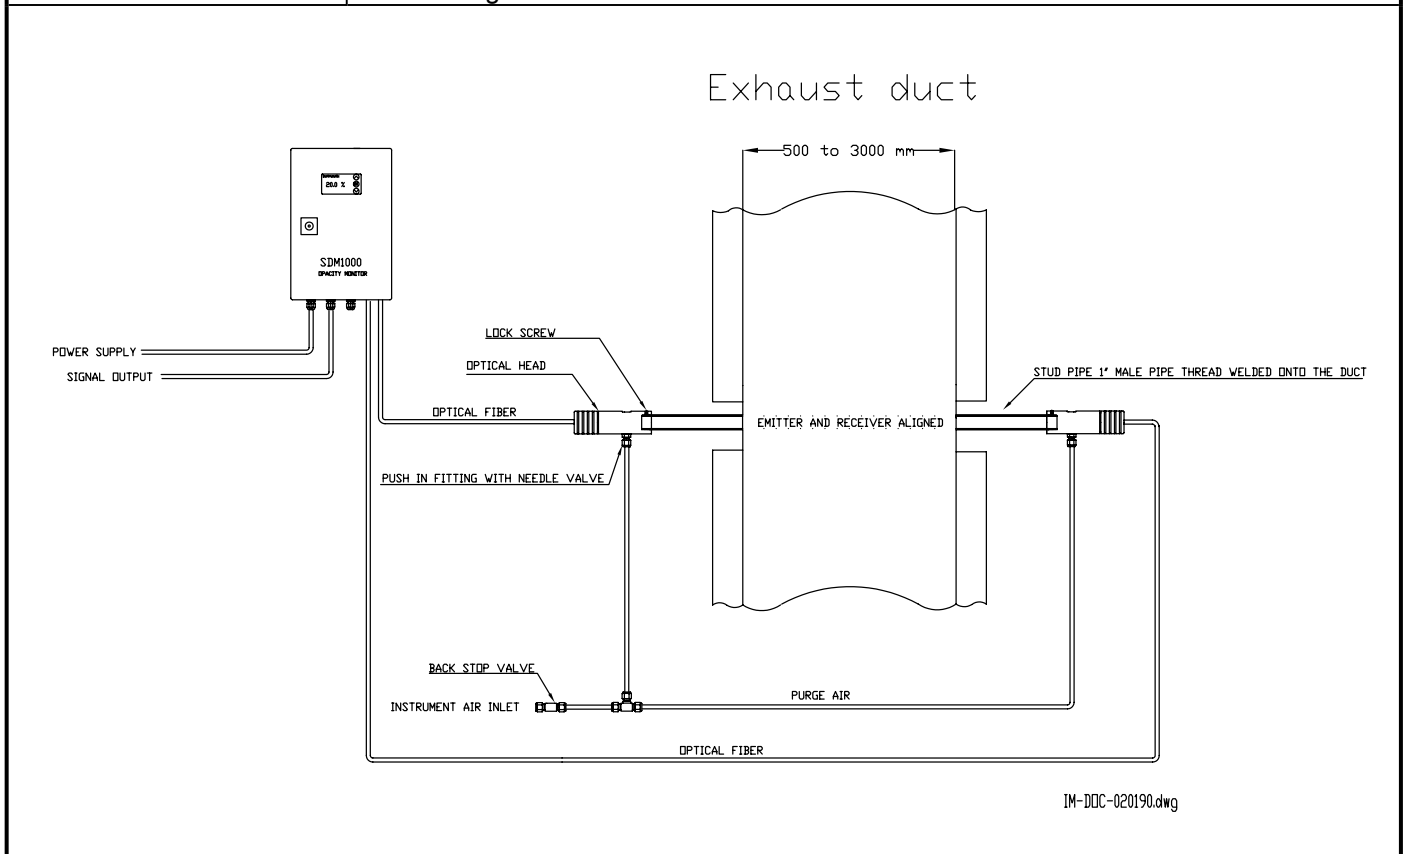 Exhaust duct
500 to 3000 mm
20.0 %
SDM1000
OPACITY MONITOR
LOCK SCREW
POWER SUPPLY
OPTICAL HEAD
SIGNAL OUTPUT
STUD PIPE 1" MALE PIPE THREAD WELDED ONTO THE DUCT
OPTICAL FIBER
EMITTER AND RECEIVER ALIGNED
PUSH IN FITTING WITH NEEDLE VALVE
BACK STOP VALVE
PURGE AIR
INSTRUMENT AIR INLET
OPTICAL FIBER
IM-DOC-020190.dwg